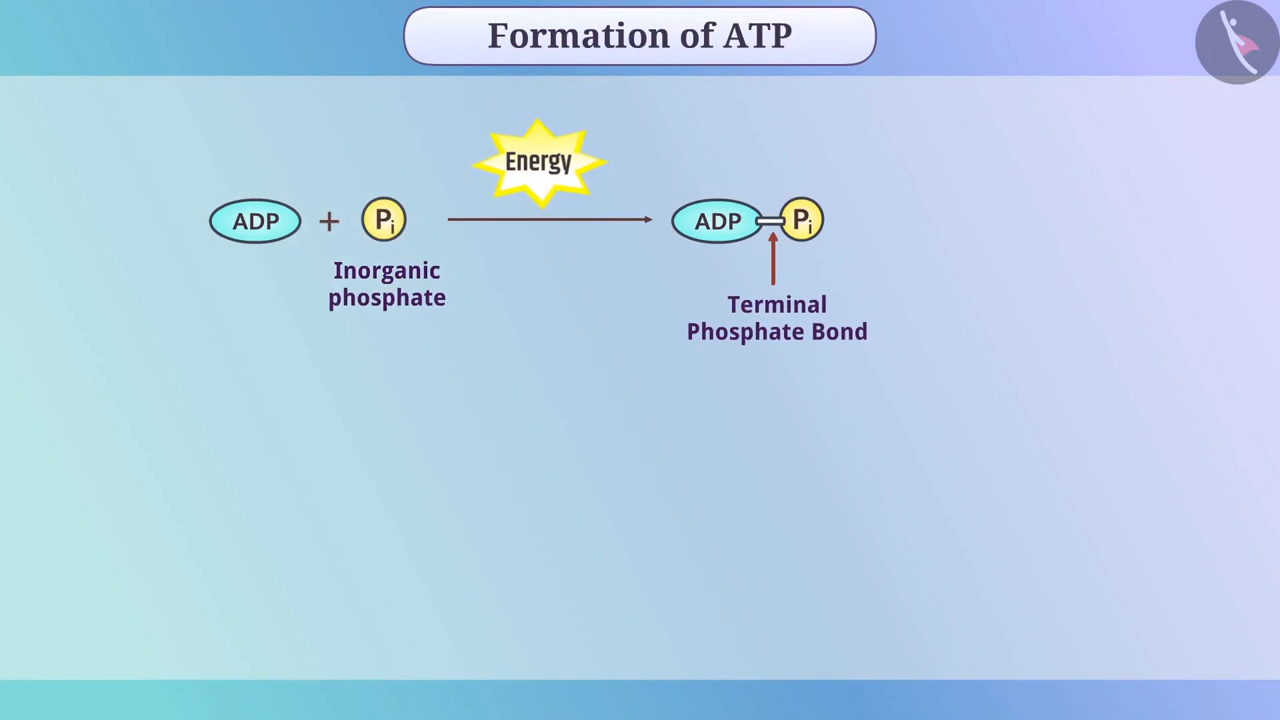 Formation of ATP
Energy
ADP + Pi
ADP Pi
Inorganic
phosphate
Terminal
Phosphate Bond